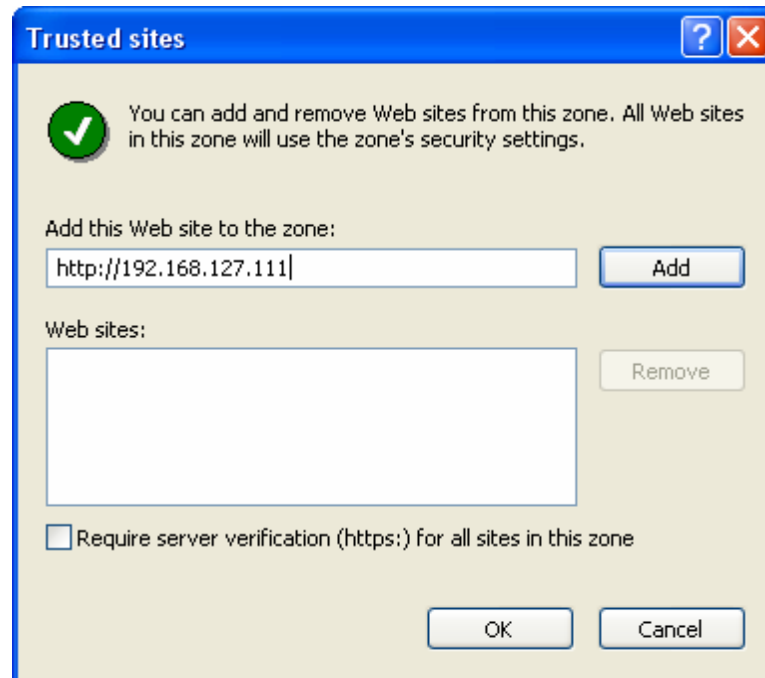 Trusted sites
You can add and remove Web sites from this zone. All Web sites
in this zone will use the zone's security settings.
Add this Web site to the zone:
http://192.168.127.111
Add
Web sites:
Remove
Require server verification (https:) for all sites in this zone
OK
Cancel